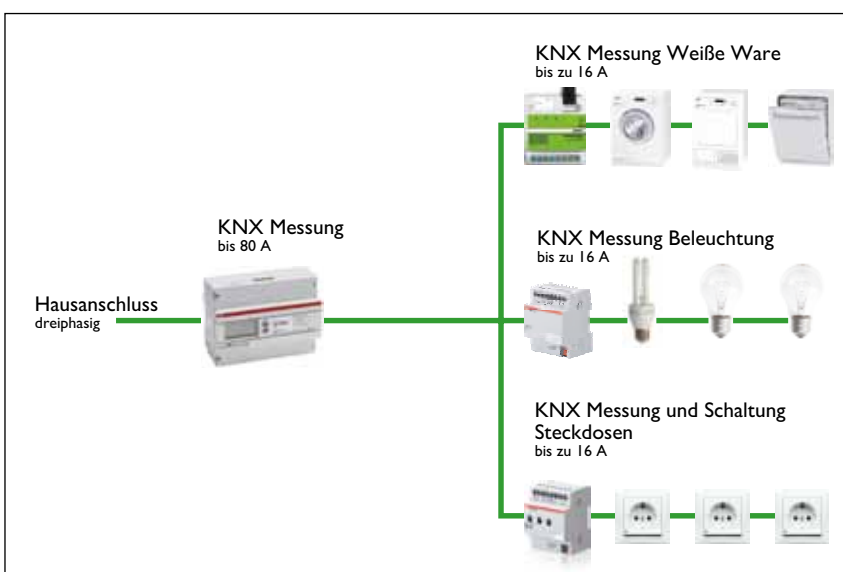 KNX Messung Weiße Ware
bis zu 16 A
KNX Messung
bis 80 A
KNX Messung Beleuchtung
bis zu 16 A
Hausanschluss
dreiphasig
KNX Messung und Schaltung
Steckdosen
bis zu 16 A